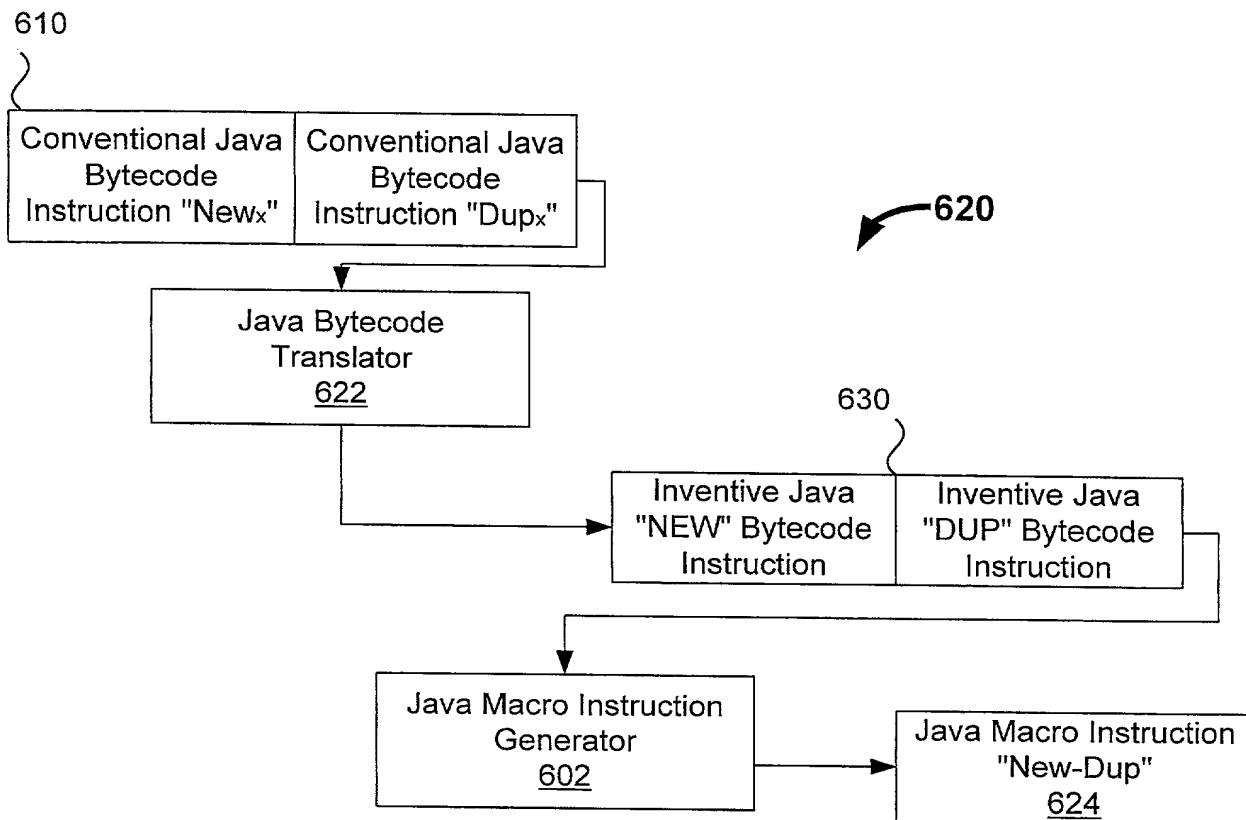 610
Conventional Java
Bytecode
Instruction "Newx"
Conventional Java
Bytecode
Instruction "Dupx"
620
Java Bytecode
Translator
622
630
Inventive Java
"NEW" Bytecode
Instruction
Inventive Java
"DUP" Bytecode
Instruction
Java Macro Instruction
Generator
602
Java Macro Instruction
"New-Dup"
624